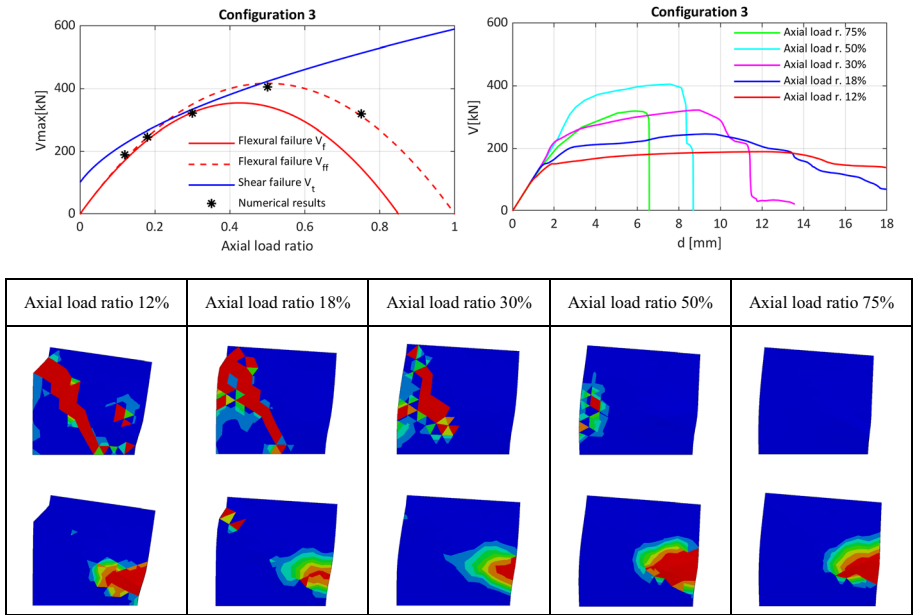 Configuration 3
600
400
200
0
Vmax[kN]
0
0.2
0.4
0.6
0.8
1
Axial load ratio
Flexural failure Vf
Flexural failure Vff
Shear failure Vt
Numerical results
Configuration 3
600
400
200
0
V[kN]
0
2
4
6
8
10
12
14
16
18
d [mm]
Axial load r. 75%
Axial load r. 50%
Axial load r. 30%
Axial load r. 18%
Axial load r. 12%
Axial load ratio 12%
Axial load ratio 18%
Axial load ratio 30%
Axial load ratio 50%
Axial load ratio 75%